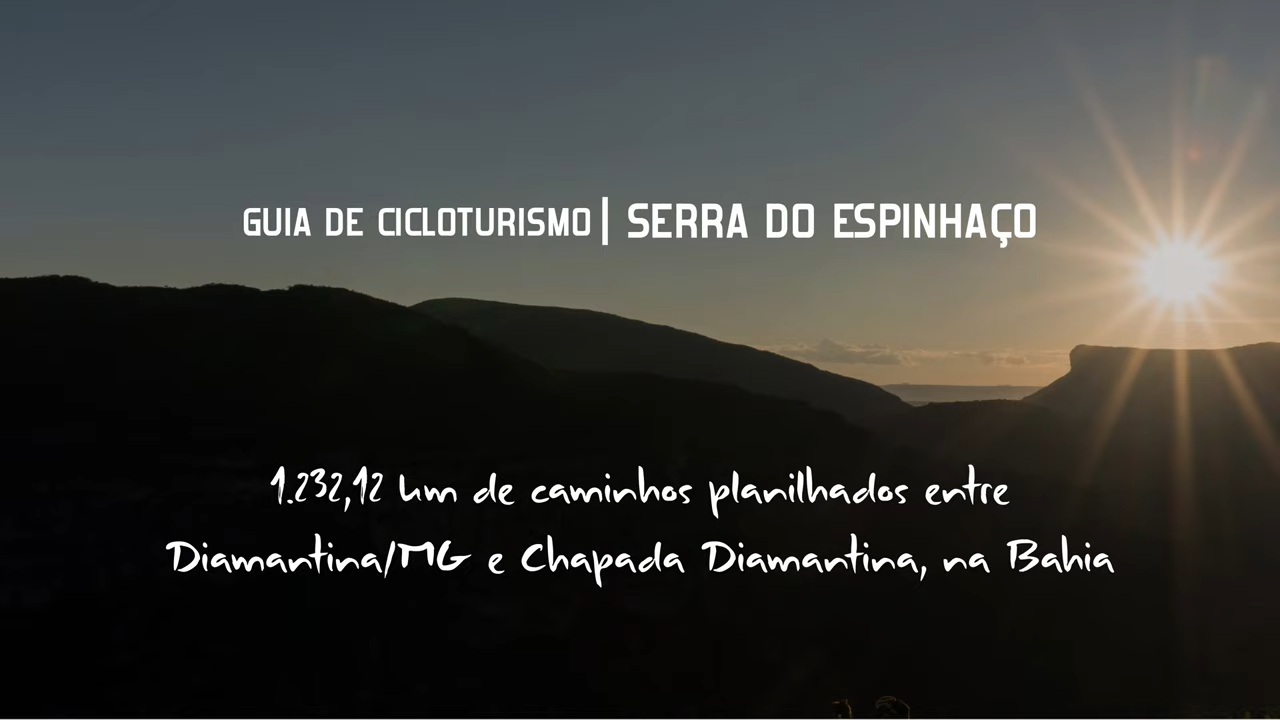 GUIA DE CICLOTURISMO| SERRA DO ESPINHAÇO
1.232,12 km de caminhos planilhados entre
Diamantina/MG e Chapada Diamantina, na Bahia